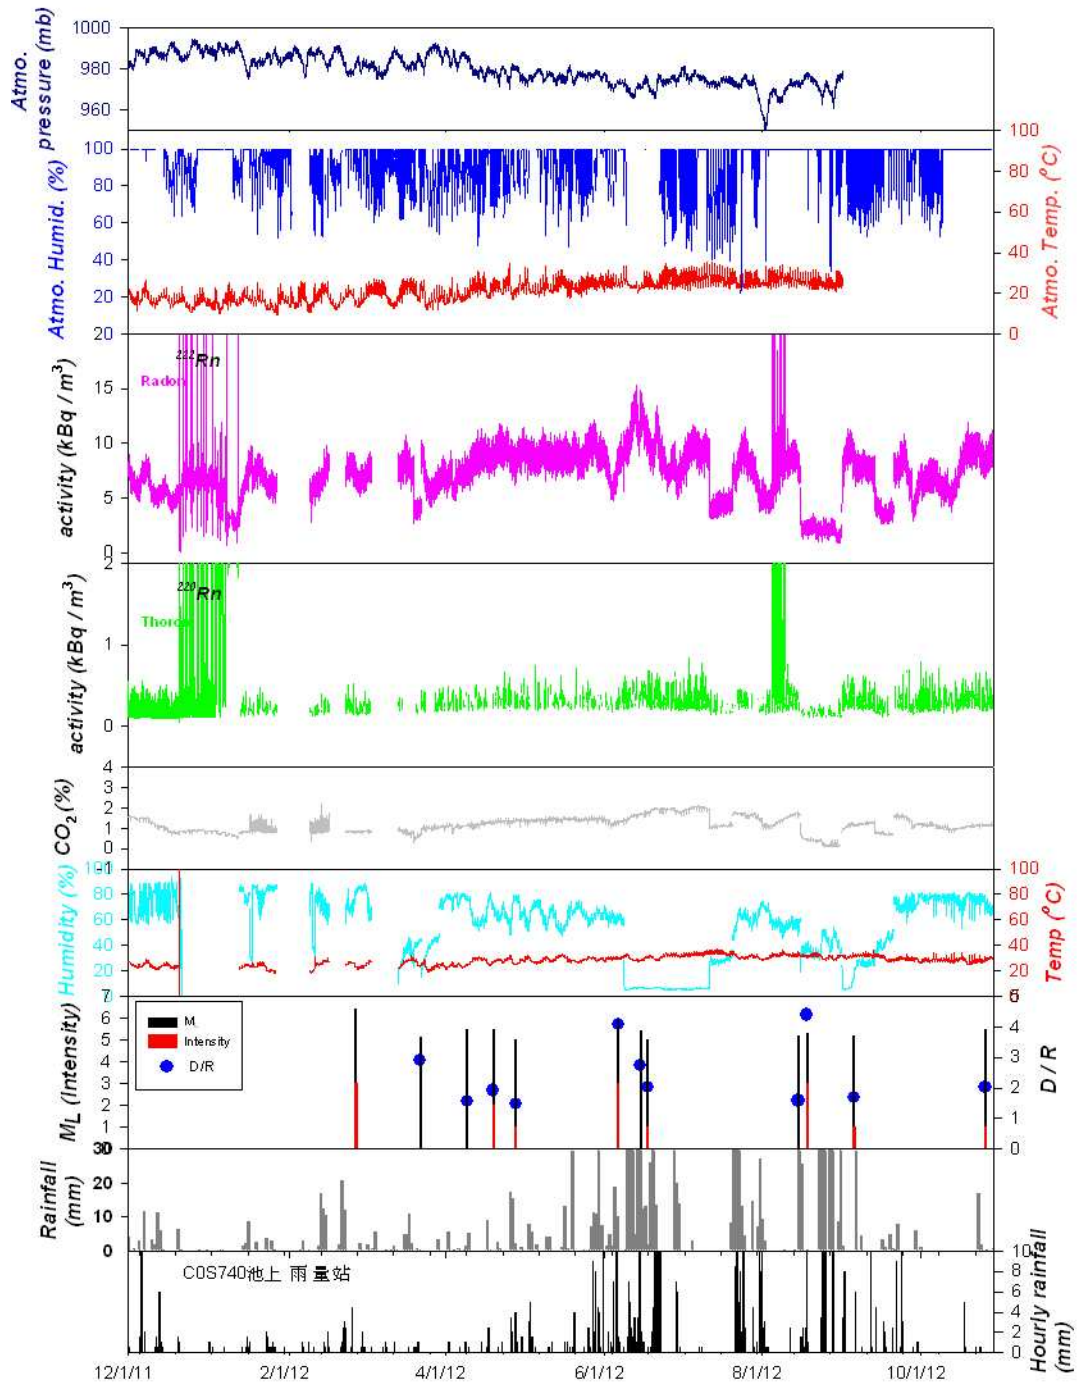 Atmo.
pressure (mb)
1000
980
960
Atmo. Humid. (%)
100
80
60
40
20
Atmo. Temp. (°C)
100
80
60
40
20
0
activity (kBq / m³)
20
15
10
5
0
²²²Rn
Radon
activity (kBq / m³)
2
1
0
²²⁰Rn
Thoron
CO₂(%)
4
3
2
1
0
-1
Humidity (%)
100
80
60
40
20
Temp (°C)
100
80
60
40
20
M_L (Intensity)
7
6
5
4
3
2
1
M
Intensity
D/R
D / R
5
4
3
2
1
0
Rainfall
(mm)
30
20
10
0
C0S740池上 雨量站
Hourly rainfall
(mm)
10
8
6
4
2
0
12/1/11
2/1/12
4/1/12
6/1/12
8/1/12
10/1/12